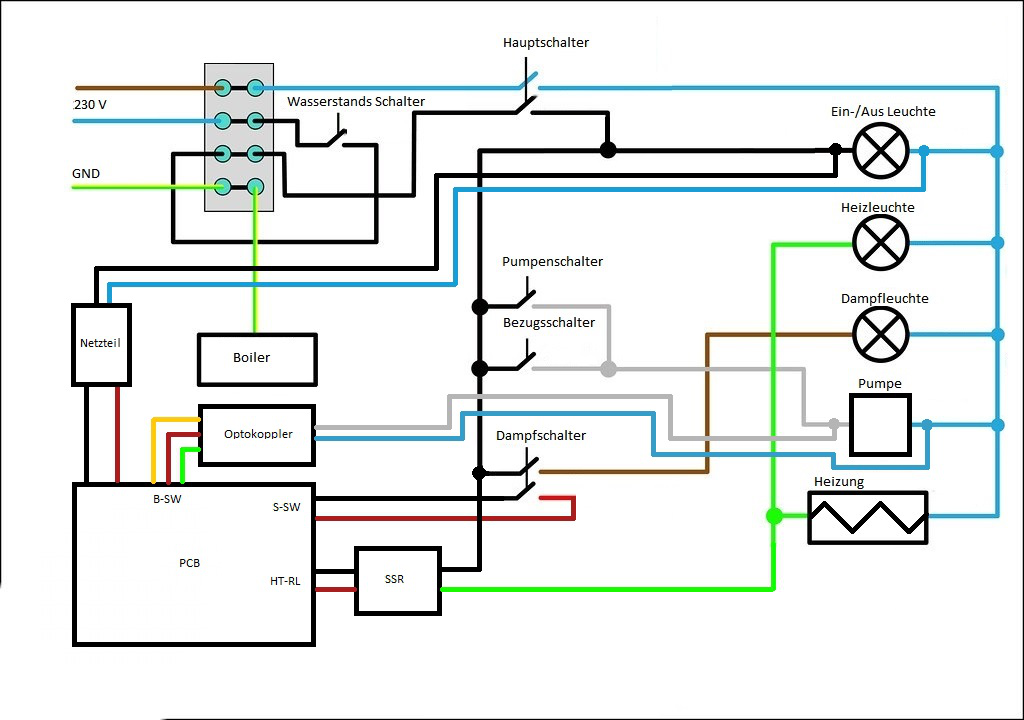 Hauptschalter
230 V
Wasserstands Schalter
Ein-/Aus Leuchte
GND
Heizleuchte
Pumpenschalter
Dampfleuchte
Bezugsschalter
Netzteil
Boiler
Pumpe
Optokoppler
Dampfschalter
Heizung
B-SW
S-SW
PCB
HT-RL
SSR